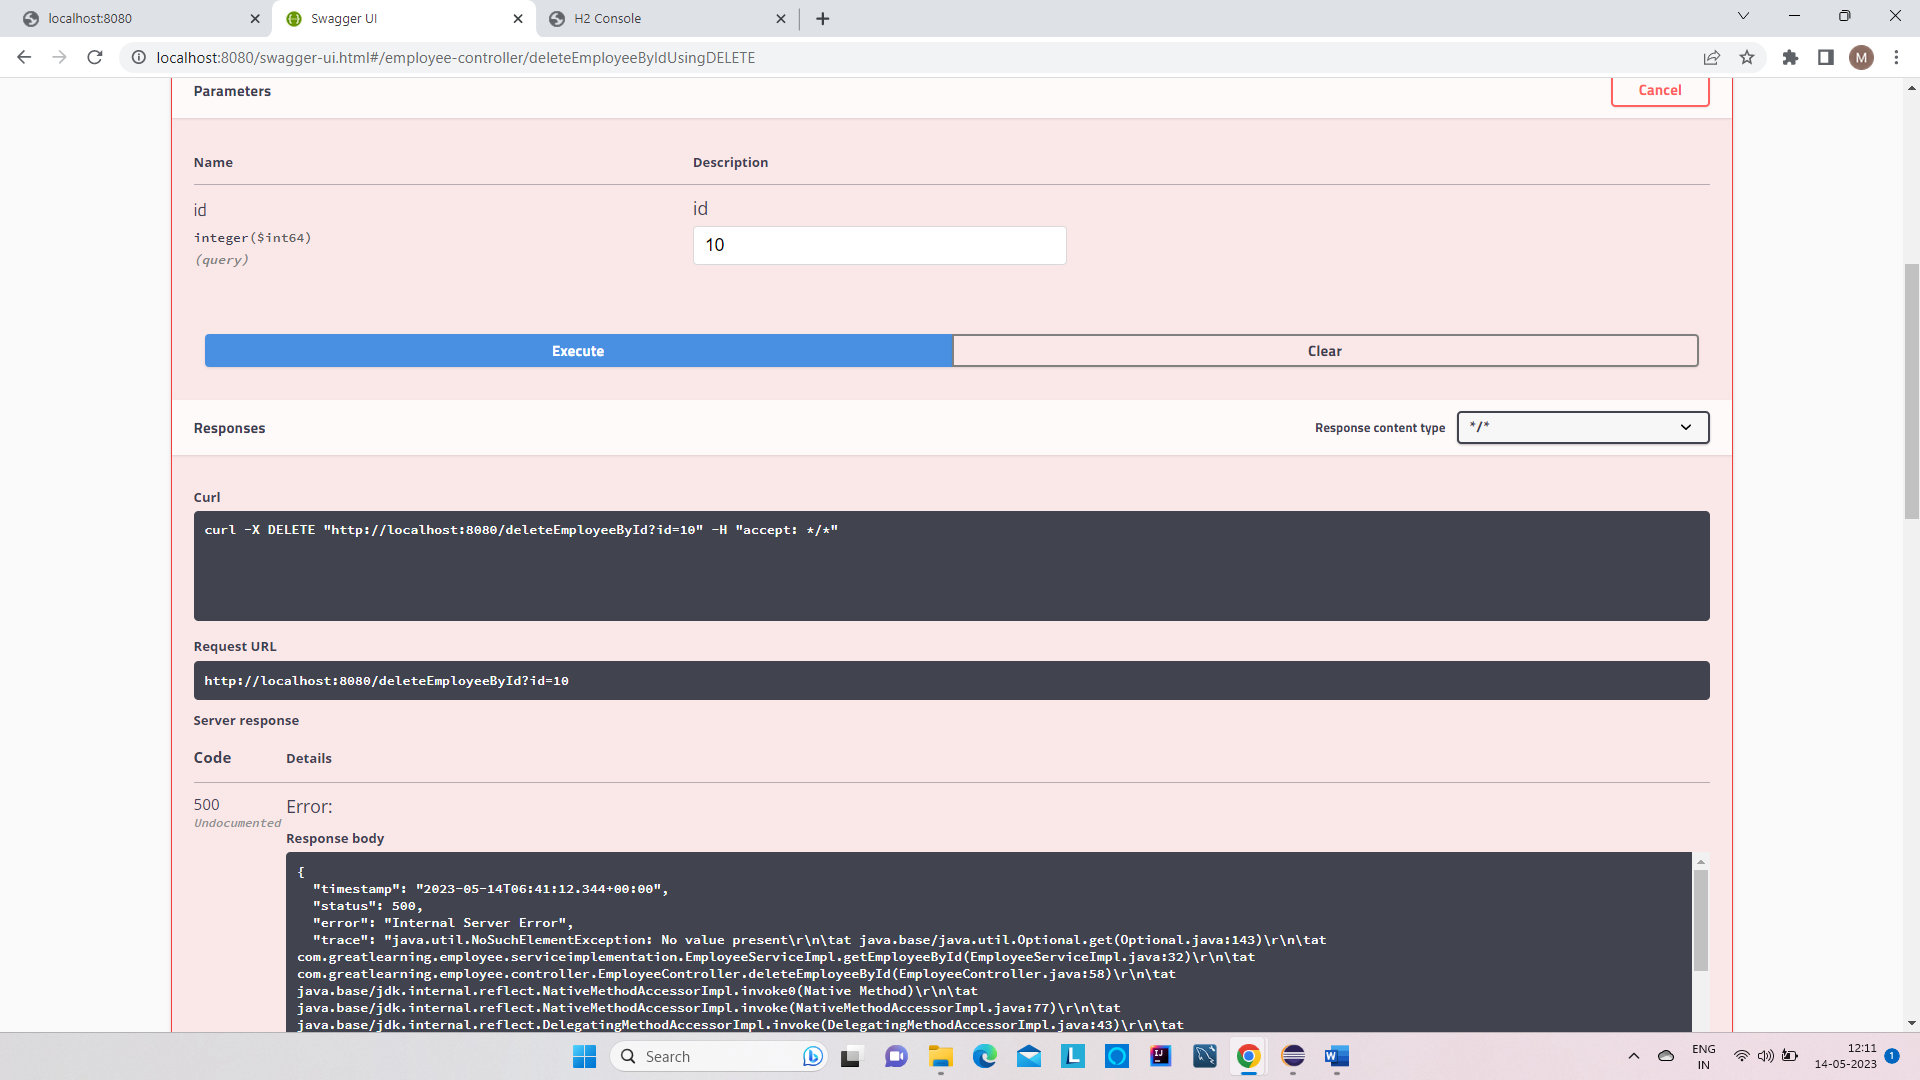 localhost:8080
Swagger UI
H2 Console
localhost:8080/swagger-ui.html#/employee-controller/deleteEmployeeByIdUsingDELETE
M
Parameters
Cancel
Name
Description
id
id
integer($int64)
10
(query)
Execute
Clear
Responses
Response content type
*/*
Curl
curl -X DELETE "http://localhost:8080/deleteEmployeeById?id=10" -H "accept: */*"
Request URL
http://localhost:8080/deleteEmployeeById?id=10
Server response
Code
Details
500
Error:
Undocumented
Response body
{
"timestamp": "2023-05-14T06:41:12.344+00:00",
"status": 500,
"error": "Internal Server Error",
"trace": "java.util.NoSuchElementException: No value present\r\n\tat java.base/java.util.Optional.get(Optional.java:143)\r\n\tat
com.greatlearning.employee.serviceimplementation.EmployeeServiceImpl.getEmployeeById(EmployeeServiceImpl.java:32)\r\n\tat
com.greatlearning.employee.controller.EmployeeController.deleteEmployeeById(EmployeeController.java:58)\r\n\tat
java.base/jdk.internal.reflect.NativeMethodAccessorImpl.invoke0(Native Method)\r\n\tat
java.base/jdk.internal.reflect.NativeMethodAccessorImpl.invoke(NativeMethodAccessorImpl.java:77)\r\n\tat
java.base/jdk.internal.reflect.DelegatingMethodAccessorImpl.invoke(DelegatingMethodAccessorImpl.java:43)\r\n\tat
Search
L
IJ
W
ENG
IN
12:11
14-05-2023
1